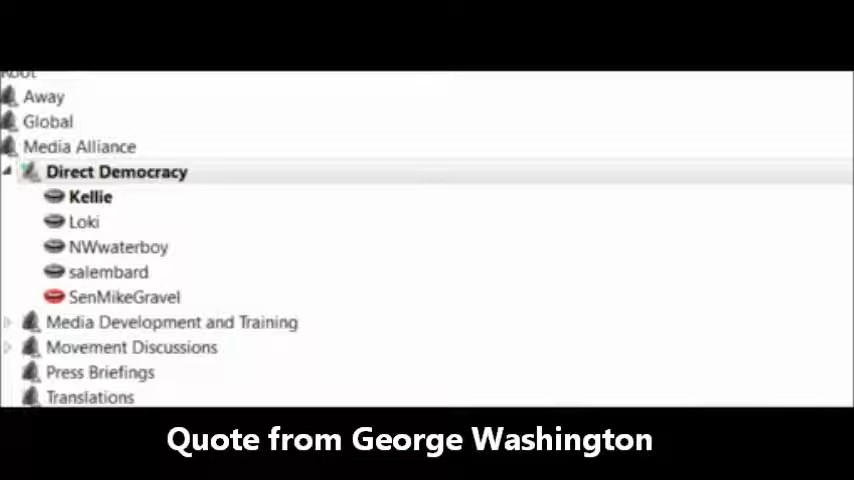 Root
Away
Global
Media Alliance
Direct Democracy
Kellie
Loki
NWwaterboy
salembard
SenMikeGravel
Media Development and Training
Movement Discussions
Press Briefings
Translations
Quote from George Washington